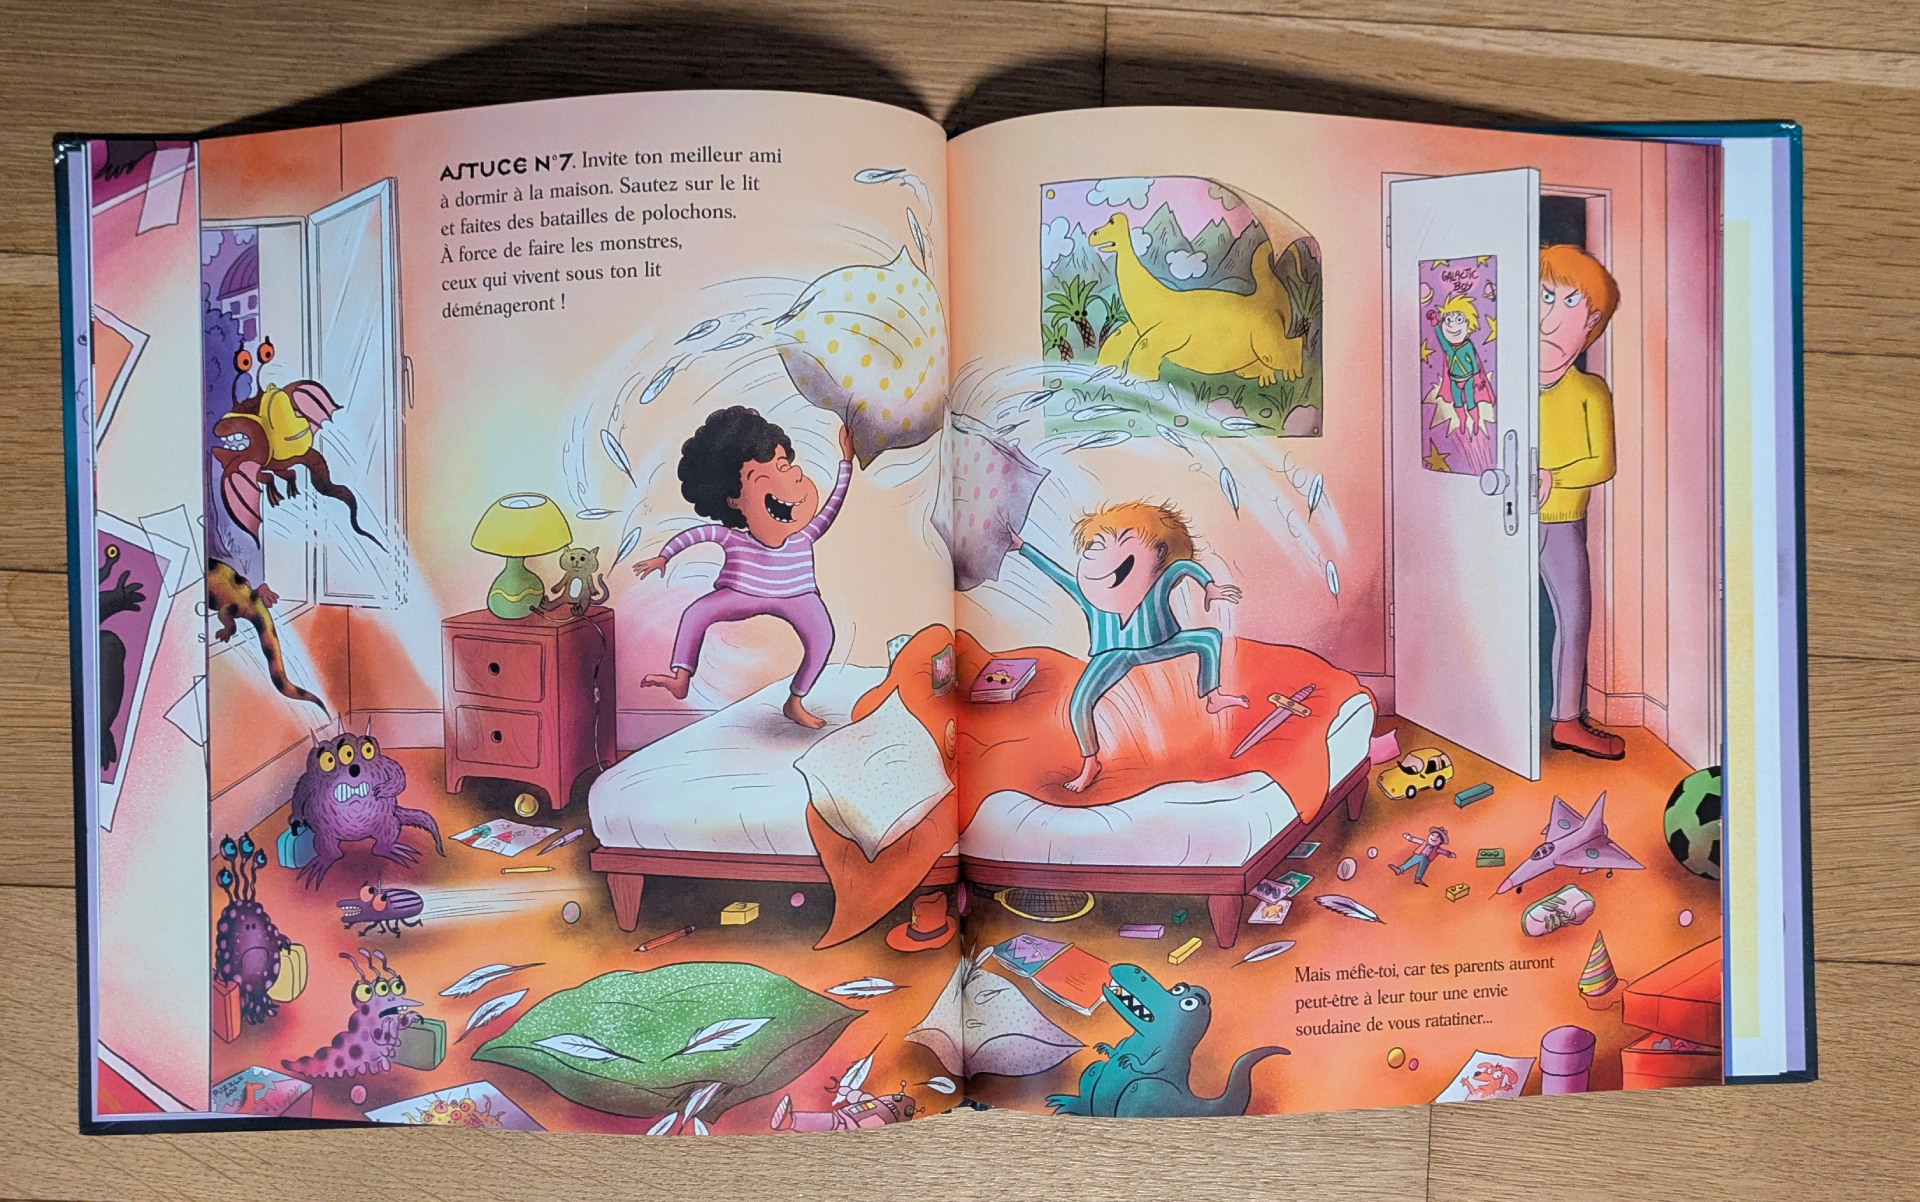 ASTUCE N°7. Invite ton meilleur ami
à dormir à la maison. Sautez sur le lit
et faites des batailles de polochons.
À force de faire les monstres,
ceux qui vivent sous ton lit
déménageront !
GALACTIC
BOY
Mais méfie-toi, car tes parents auront
peut-être à leur tour une envie
soudaine de vous ratatiner...
PUZZLE